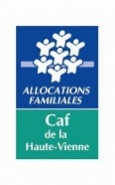 ALLOCATIONS
FAMILIALES
Caf
de la
Haute-Vienne